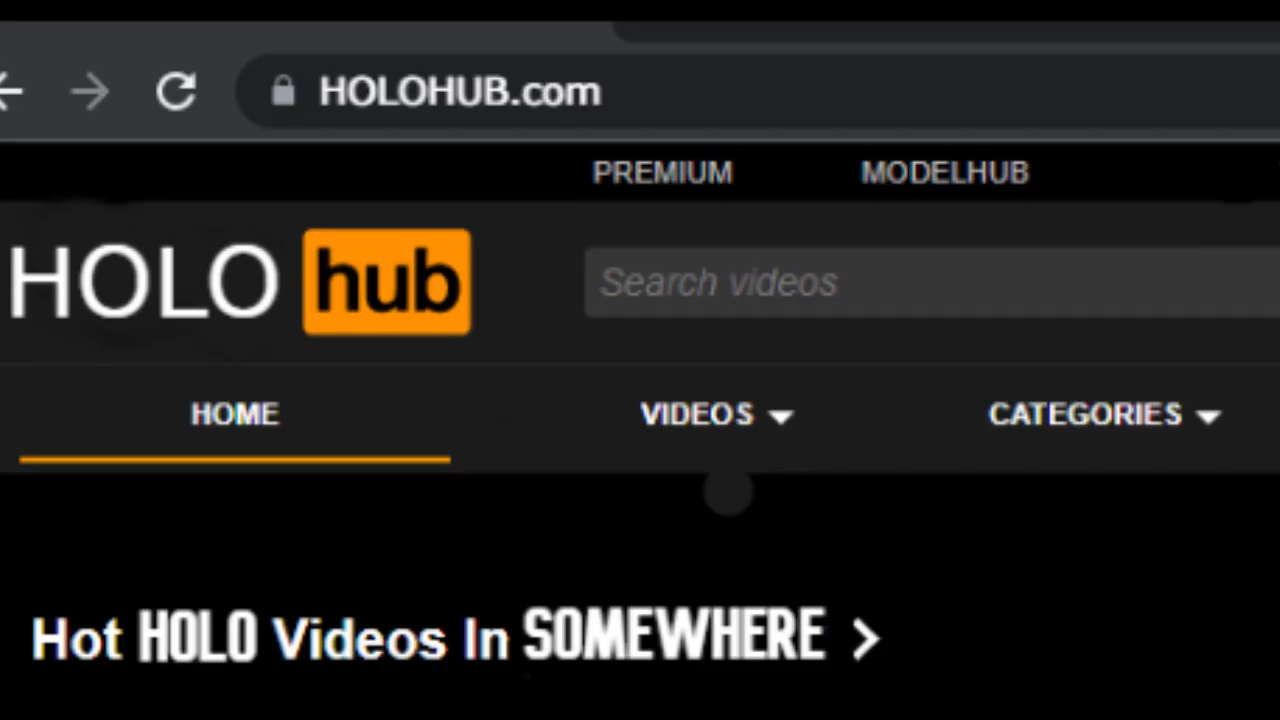 HOLOHUB.com
PREMIUM MODELHUB
HOLO hub Search videos
HOME VIDEOS CATEGORIES
Hot HOLO Videos In SOMEWHERE >